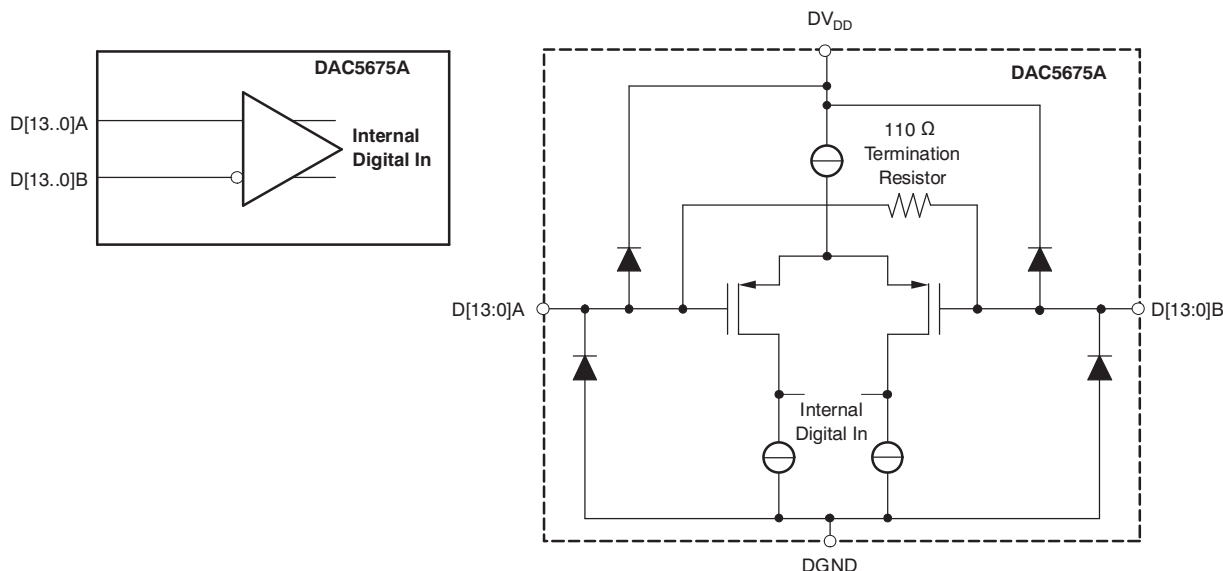 DAC5675A
D[13..0]A
D[13..0]B
Internal
Digital In
DV_DD
DAC5675A
110 Ω
Termination
Resistor
D[13:0]A
D[13:0]B
Internal
Digital In
DGND